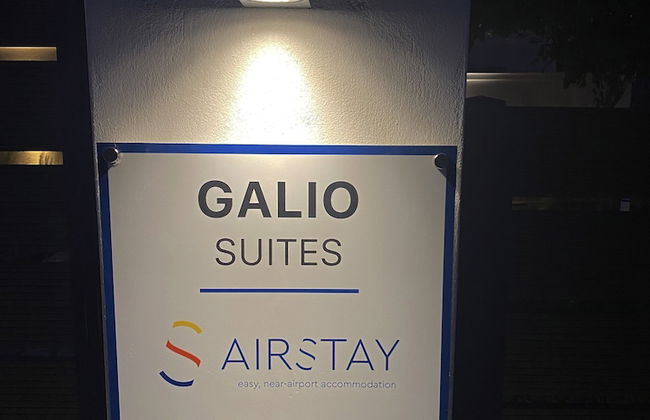 GALIO
SUITES
AIRSTAY
easy, near-airport accommodation